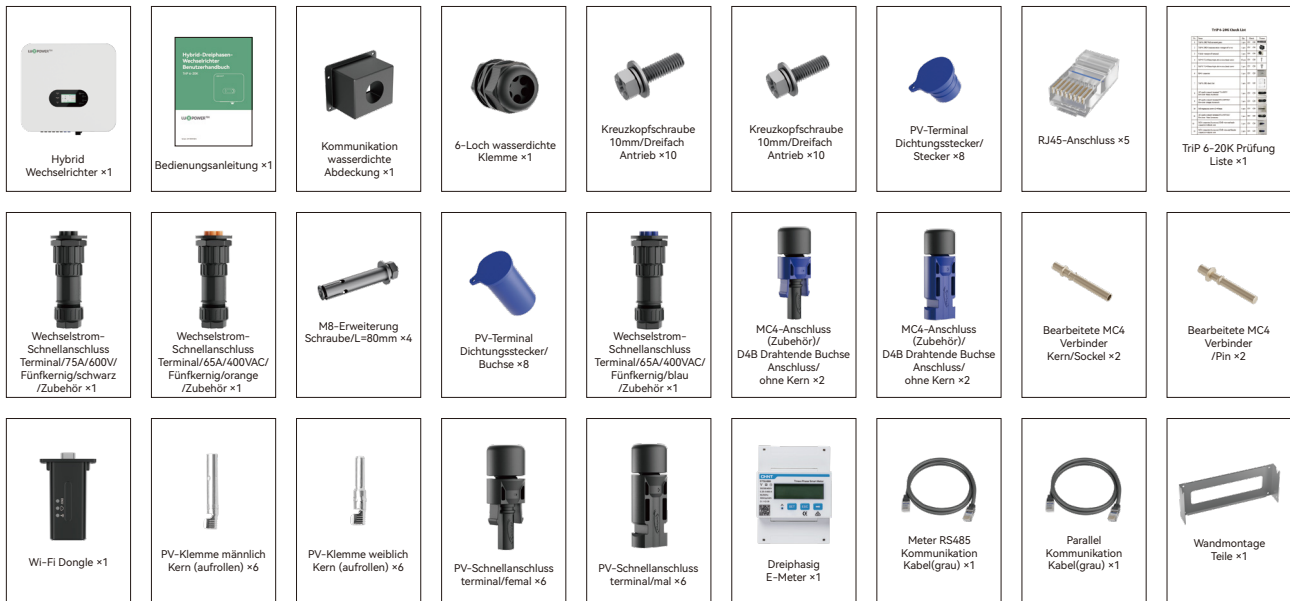 LUXPOWER
Hybrid
Wechselrichter ×1
Hybrid-Dreiphasen-
Wechselrichter
Benutzerhandbuch
LUXPOWER
Bedienungsanleitung ×1
Kommunikation
wasserdichte
Abdeckung ×1
6-Loch wasserdichte
Klemme ×1
Kreuzkopfschraube
10mm/Dreifach
Antrieb ×10
Kreuzkopfschraube
10mm/Dreifach
Antrieb ×10
PV-Terminal
Dichtungsstecker/
Stecker ×8
RJ45-Anschluss ×5
TriP 6-20K Prüfung
Liste ×1
Wechselstrom-
Schnellanschluss
Terminal/75A/600V/
Fünfkernig/schwarz
/Zubehör ×1
Wechselstrom-
Schnellanschluss
Terminal/65A/400VAC/
Fünfkernig/orange
/Zubehör ×1
M8-Erweiterung
Schraube/L=80mm ×4
PV-Terminal
Dichtungsstecker/
Buchse ×8
Wechselstrom-
Schnellanschluss
Terminal/65A/400VAC/
Fünfkernig/blau
/Zubehör ×1
MC4-Anschluss
(Zubehör)/
D4B Drahtende Buchse
Anschluss/
ohne Kern ×2
MC4-Anschluss
(Zubehör)/
D4B Drahtende Buchse
Anschluss/
ohne Kern ×2
Bearbeitete MC4
Verbinder
Kern/Sockel ×2
Bearbeitete MC4
Verbinder
/Pin ×2
Wi-Fi Dongle ×1
PV-Klemme männlich
Kern (aufrollen) ×6
PV-Klemme weiblich
Kern (aufrollen) ×6
PV-Schnellanschluss
terminal/femal ×6
PV-Schnellanschluss
terminal/mal ×6
CHNT
Dreiphasig
E-Meter ×1
Meter RS485
Kommunikation
Kabel(grau) ×1
Parallel
Kommunikation
Kabel(grau) ×1
Wandmontage
Teile ×1